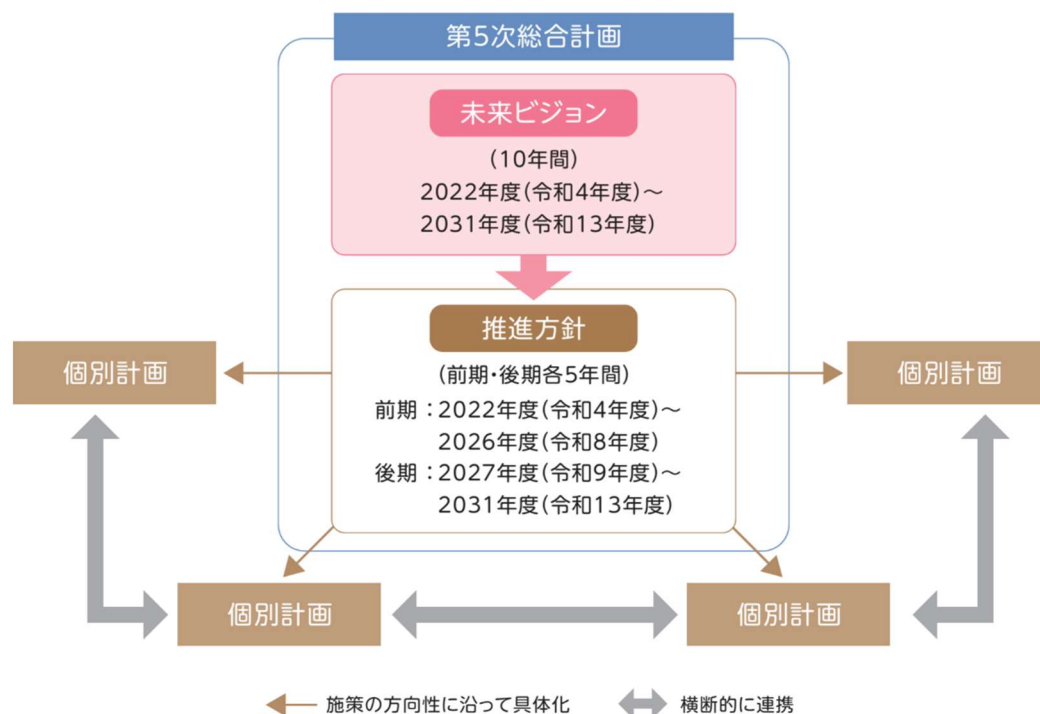 第5次総合計画
未来ビジョン
(10年間)
2022年度(令和4年度)~
2031年度(令和13年度)
推進方針
(前期・後期各5年間)
前期:2022年度(令和4年度)~
2026年度(令和8年度)
後期:2027年度(令和9年度)~
2031年度(令和13年度)
個別計画
個別計画
個別計画
個別計画
施策の方向性に沿って具体化
横断的に連携